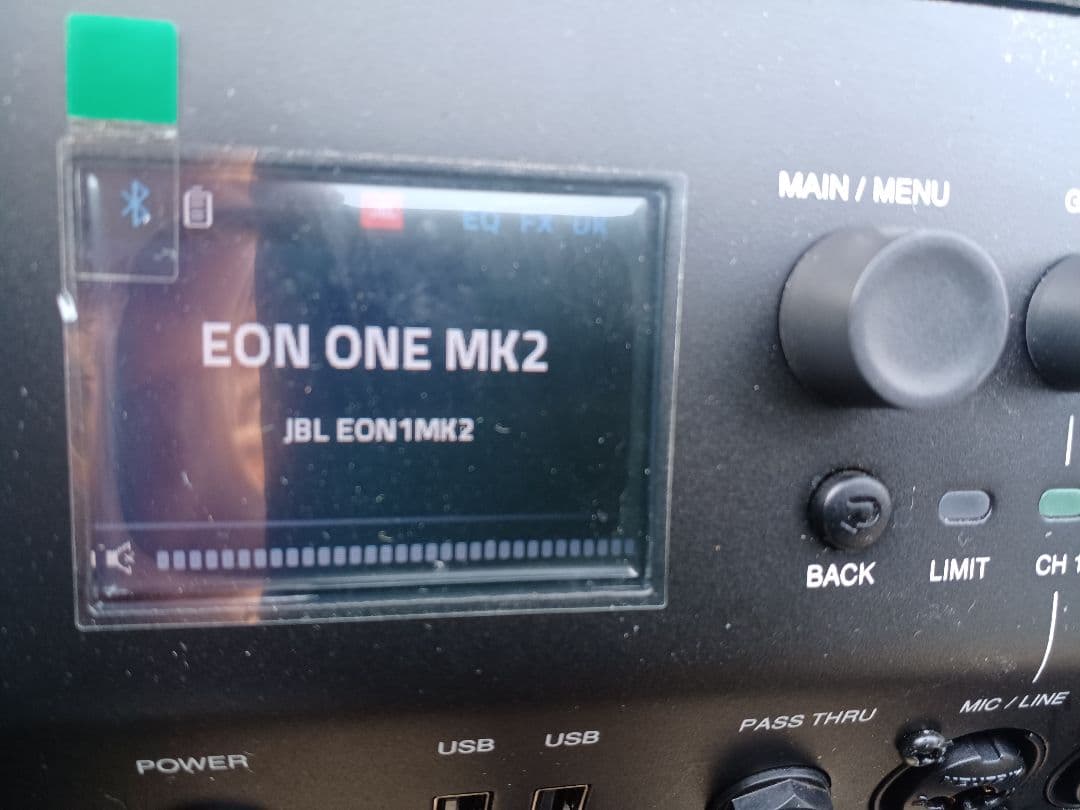 EQ FX DK
EON ONE MK2
JBL EON1MK2
MAIN / MENU
BACK
LIMIT
CH 1
POWER
USB
USB
PASS THRU
MIC / LINE